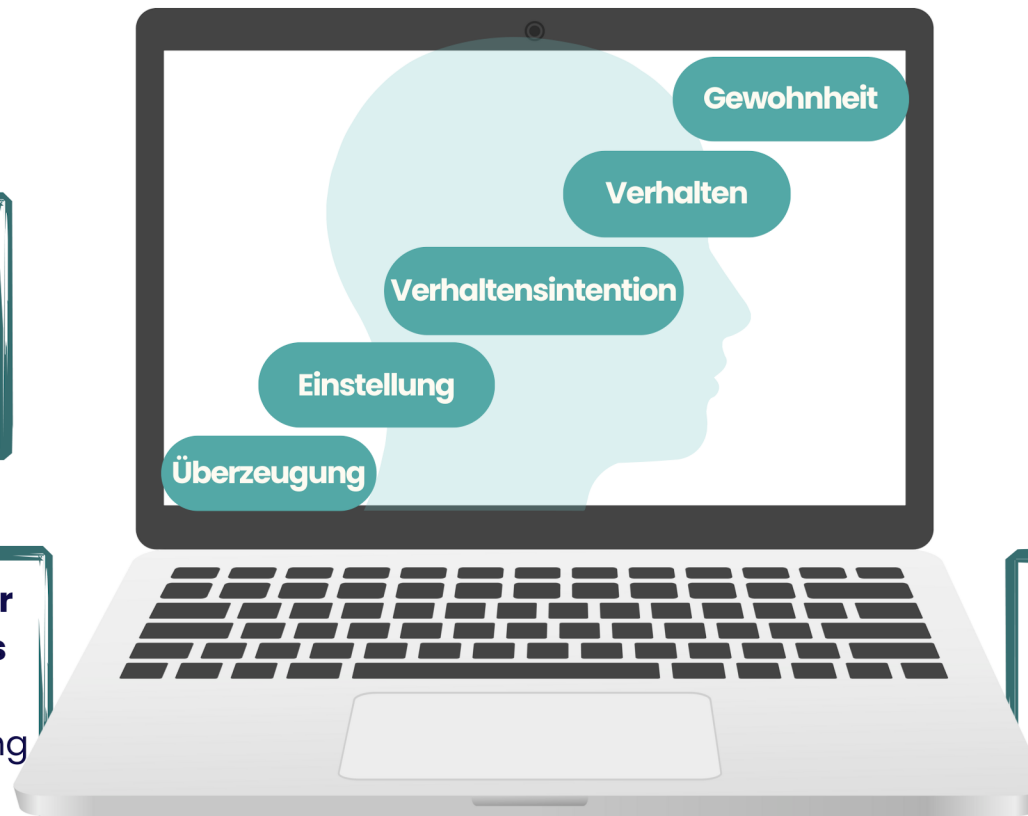 Gewohnheit
Verhalten
Verhaltensintention
Einstellung
Überzeugung